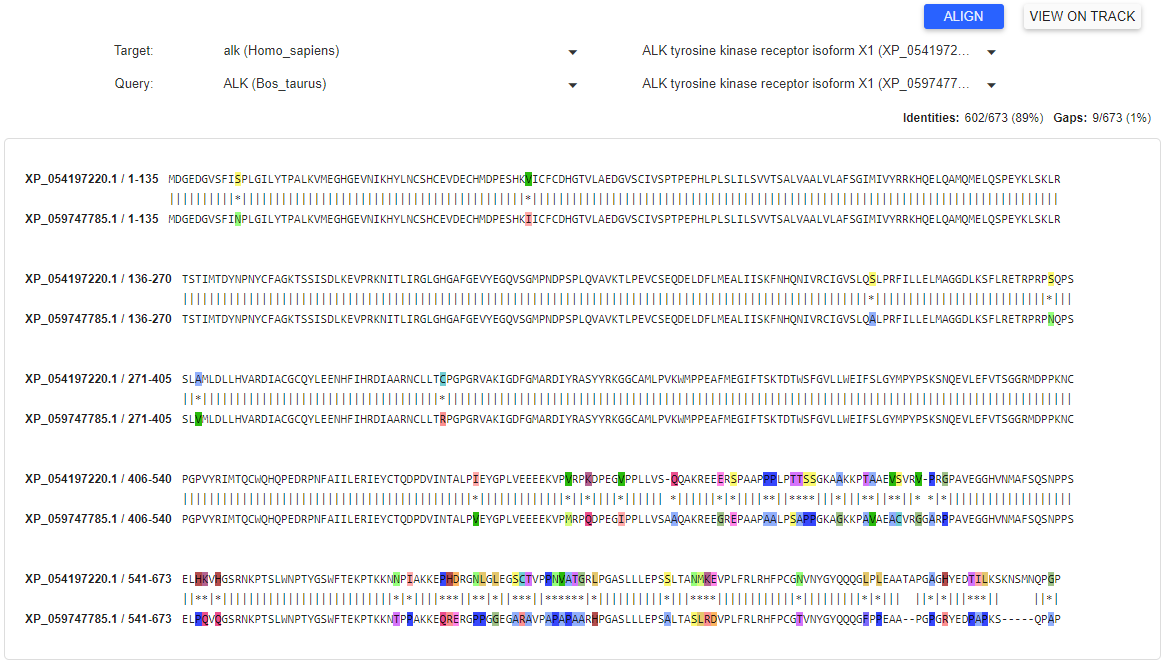 ALIGN VIEW ON TRACK
Target: alk (Homo_sapiens) ALK tyrosine kinase receptor isoform X1 (XP_0541972...
Query: ALK (Bos_taurus) ALK tyrosine kinase receptor isoform X1 (XP_0597477...
Identities: 602/673 (89%) Gaps: 9/673 (1%)
XP_054197220.1 / 1-135 MDGEDGVSFISPLGILYTPALKVMEGHGEVNIKHYLNCSHCEVDECHMDPESHKVICFCDHGTVLAEDGVSCIVSPTPEPHLPLSLILSVVTSALVAALVLAFSGIMIVYRRKHQELQAMQMELQSPEYKLSKLR
XP_059747785.1 / 1-135 MDGEDGVSFINPLGILYTPALKVMEGHGEVNIKHYLNCSHCEVDECHMDPESHKIICFCDHGTVLAEDGVSCIVSPTPEPHLPLSLILSVVTSALVAALVLAFSGIMIVYRRKHQELQAMQMELQSPEYKLSKLR
XP_054197220.1 / 136-270 TSTIMTDYNPNYCFAGKTSSISDLKEVPRKNITLIRGLGHGAFGEVYEGQVSGMPNDPSPLQVAVKTLPEVCSEQDELDFLMEALIISKFNHQNIVRCIGVSLQSLPRFILLELMAGGDLKSFLRETRPRPSQPS
XP_059747785.1 / 136-270 TSTIMTDYNPNYCFAGKTSSISDLKEVPRKNITLIRGLGHGAFGEVYEGQVSGMPNDPSPLQVAVKTLPEVCSEQDELDFLMEALIISKFNHQNIVRCIGVSLQALPRFILLELMAGGDLKSFLRETRPRPNQPS
XP_054197220.1 / 271-405 SLAMLDLLHVARDIACGCQYLEENHFIHRDIAARNCLLTCPGPGRVAKIGDFGMARDIYRASYYRKGGCAMLPVKWMPPEAFMEGIFTSKTDTWSFGVLLWEIFSLGYMPYPSKSNQEVLEFVTSGGRMDPPKNC
XP_059747785.1 / 271-405 SLVMLDLLHVARDIACGCQYLEENHFIHRDIAARNCLLTRPGPGRVAKIGDFGMARDIYRASYYRKGGCAMLPVKWMPPEAFMEGIFTSKTDTWSFGVLLWEIFSLGYMPYPSKSNQEVLEFVTSGGRMDPPKNC
XP_054197220.1 / 406-540 GPGPVYRIMTQCWQHQPEDRPNFAIILERIEYCTQDPDVINTALPIEYGPLVEEEEKVPVRPKDPEGVPPLLVS-QQAKREEERSPAAPPPLPTTSSGKAAKKPTAAEVSVRV-PRGPAVEGGHVNMAFSQSNPPS
XP_059747785.1 / 406-540 GPGPVYRIMTQCWQHQPEDRPNFAIILERIEYCTQDPDVINTALPVEYGPLVEEEEKVPMRPQDPEGIPPLLVSAAQAKREEGREPAAPAALPSAPPGKAGKKPAVAEACVRGGARPPAVEGGHVNMAFSQSNPPS
XP_054197220.1 / 541-673 ELHKVHGSRNKPTSLWNPTYGSWFTEKPTKKNNPIAKKEPHDRGNLGLEGSCTVPPNVATGRLPGASLLLEPSSLTANMKEVPLFRLRHFPCGNVNYGYQQQGLPLEAATAPGAGHYEDTILKSKNSMNQPGP
XP_059747785.1 / 541-673 ELPQVQGSRNKPTSLWNPTYGSWFTEKPTKKNTPPAKKEQRERGPPGGEGARAVPAPAPAARHPGASLLLEPSALTASLRDVPLFRLRHFPCGTVNYGYQQQGFPPEAA--PGPGRYEDPAPKS-----QPAP